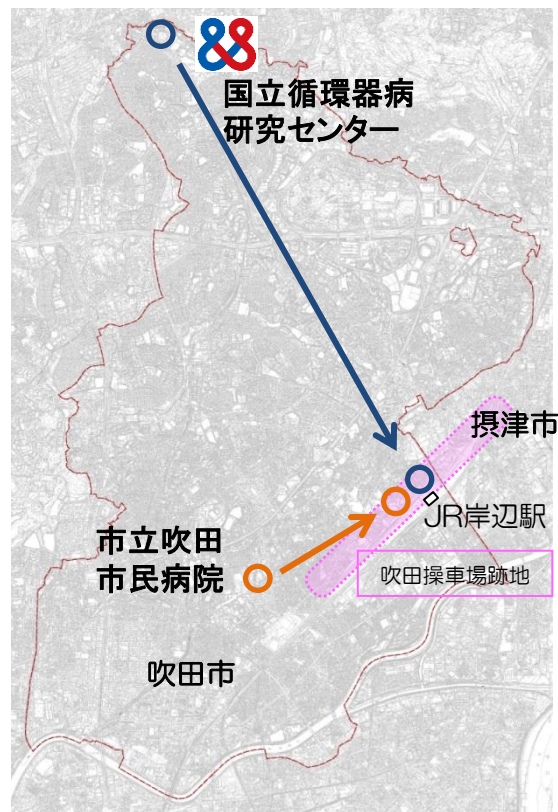 国立循環器病
研究センター
摂津市
JR岸辺駅
市立吹田
市民病院
吹田操車場跡地
吹田市